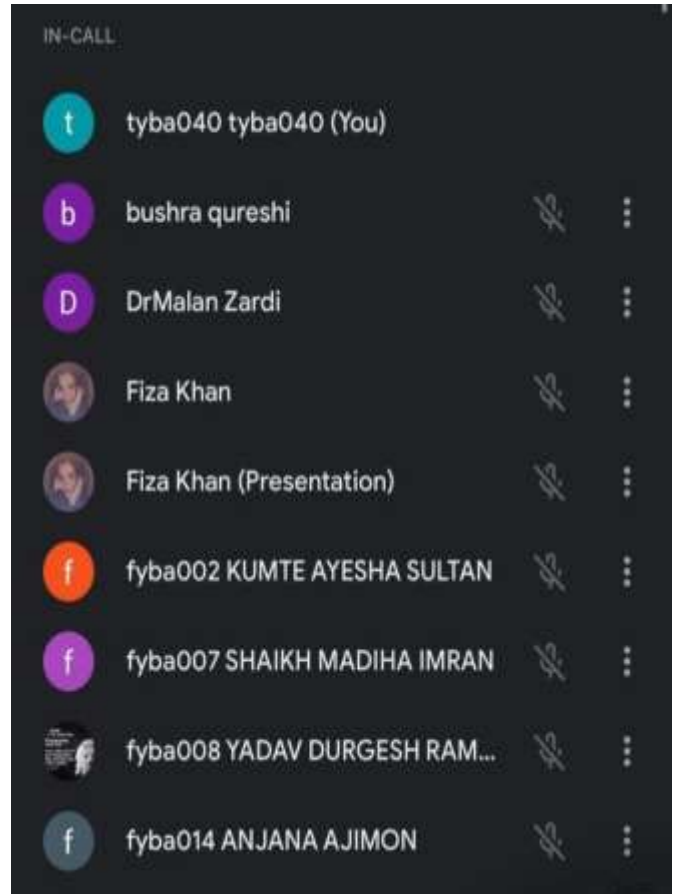 IN-CALL
t tyba040 tyba040 (You)
b bushra qureshi
D DrMalan Zardi
Fiza Khan
Fiza Khan (Presentation)
f fyba002 KUMTE AYESHA SULTAN
f fyba007 SHAIKH MADIHA IMRAN
fyba008 YADAV DURGESH RAM...
f fyba014 ANJANA AJIMON